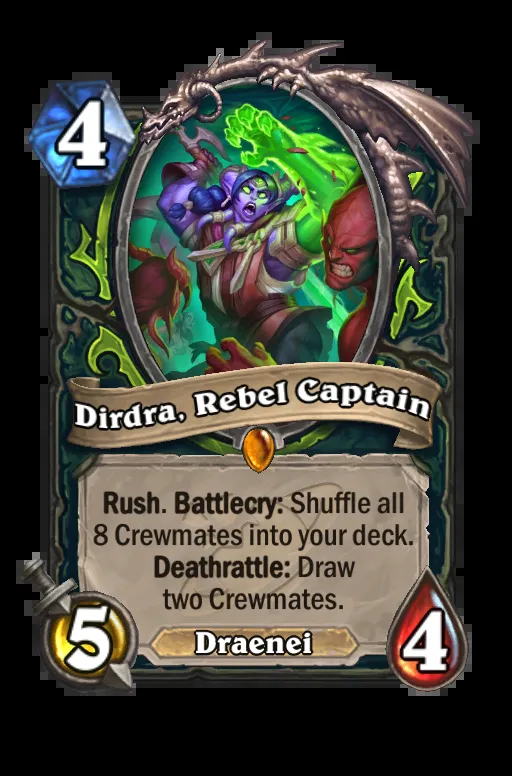 4
Dirdra, Rebel Captain
Rush. Battlecry: Shuffle all
8 Crewmates into your deck.
Deathrattle: Draw
two Crewmates.
5
Draenei
4